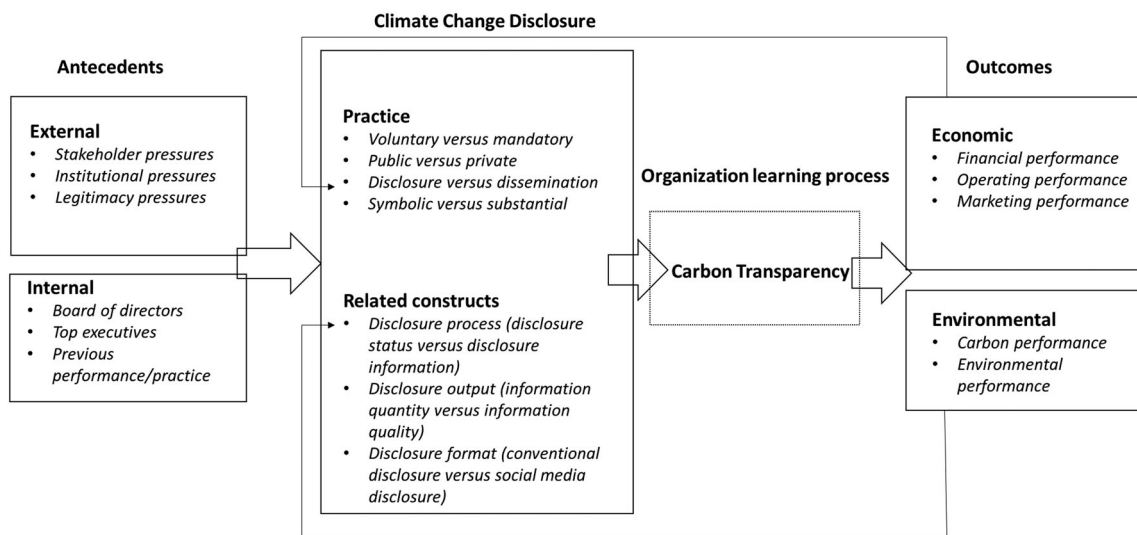 Climate Change Disclosure
Antecedents
External
• Stakeholder pressures
• Institutional pressures
• Legitimacy pressures
Internal
• Board of directors
• Top executives
• Previous
performance/practice
Practice
• Voluntary versus mandatory
• Public versus private
• Disclosure versus dissemination
• Symbolic versus substantial
Related constructs
• Disclosure process (disclosure
status versus disclosure
information)
• Disclosure output (information
quantity versus information
quality)
• Disclosure format (conventional
disclosure versus social media
disclosure)
Organization learning process
Carbon Transparency
Outcomes
Economic
• Financial performance
• Operating performance
• Marketing performance
Environmental
• Carbon performance
• Environmental
performance